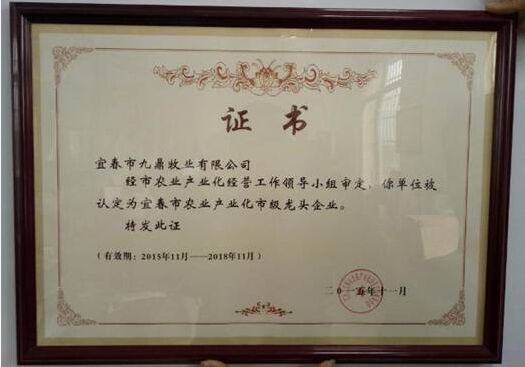 证书
宜春市九鼎牧业有限公司
经市农业产业化经营工作领导小组审定，你单位被
认定为宜春市农业产业化市级龙头企业。
特发此证
(有效期：2015年11月——2018年11月)
二〇一五年十一月